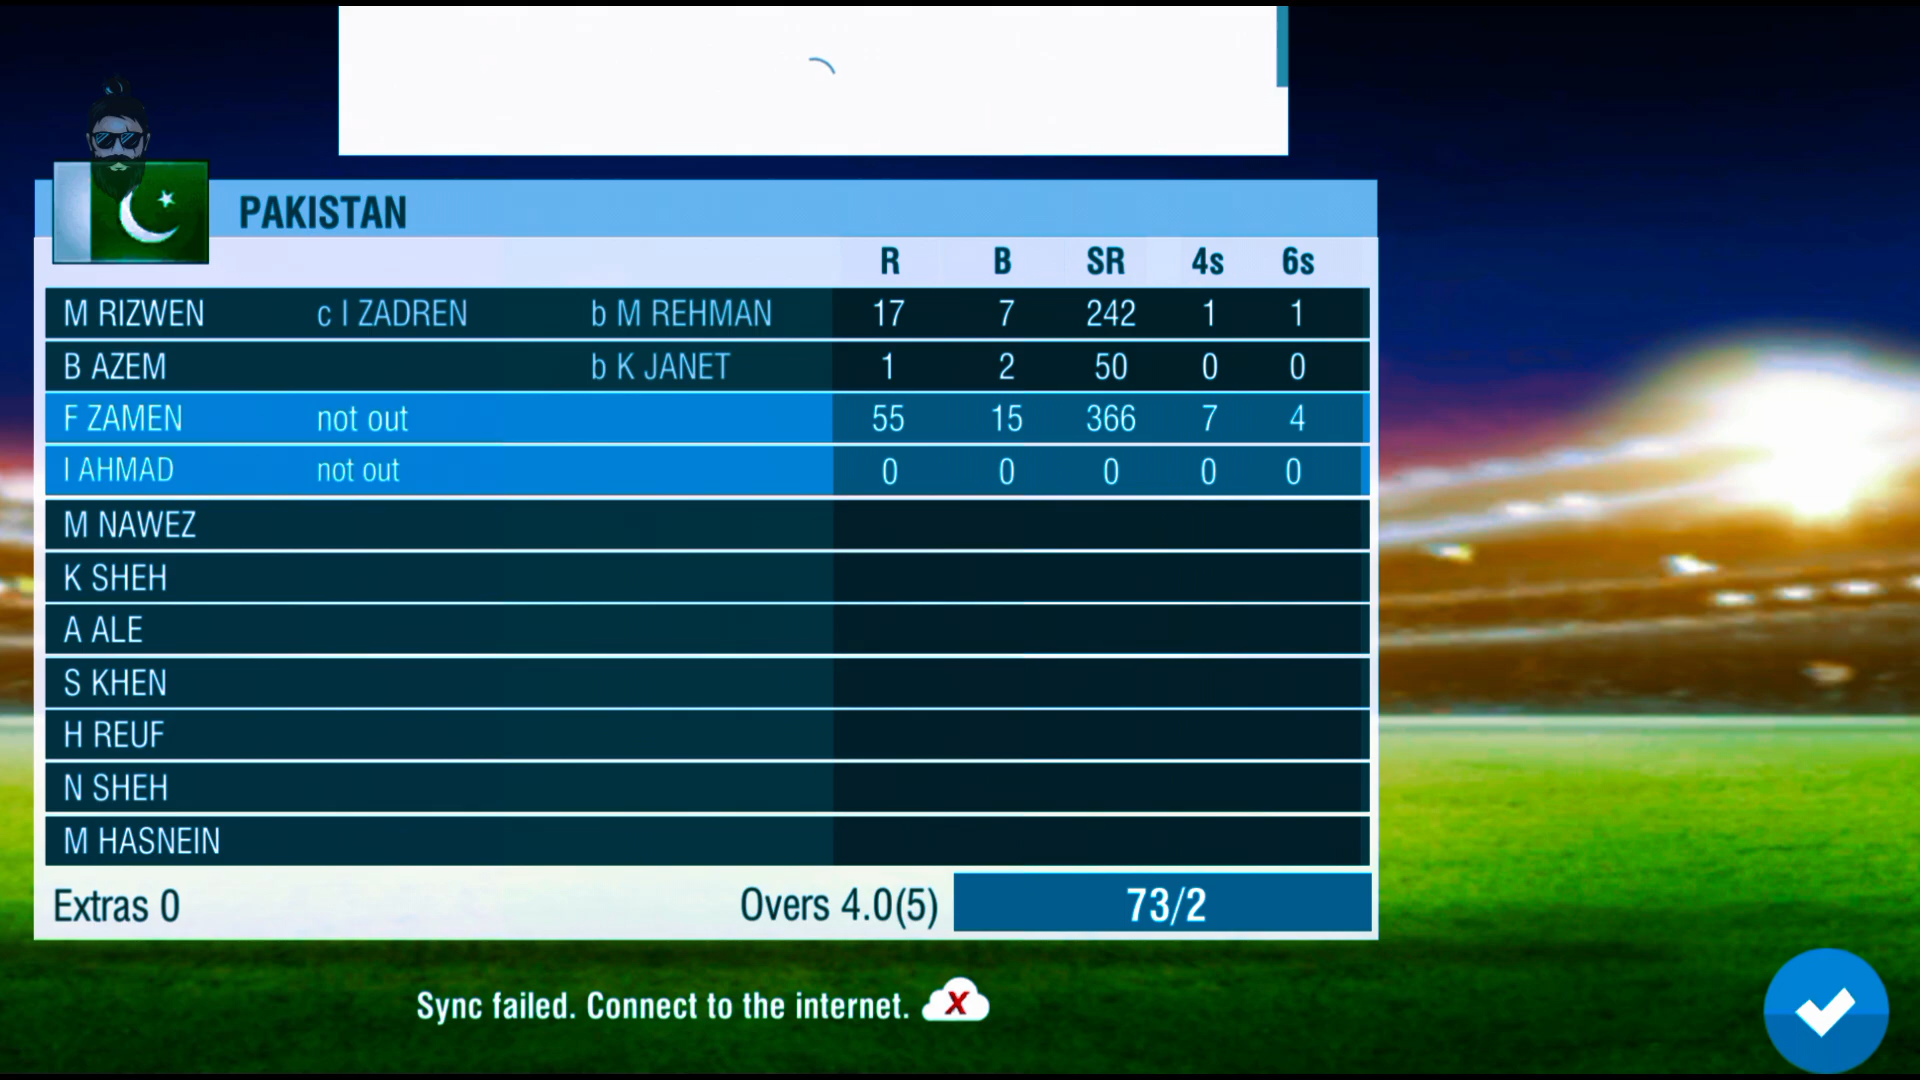 PAKISTAN
R B SR 4s 6s
M RIZWEN c I ZADREN b M REHMAN 17 7 242 1 1
B AZEM b K JANET 1 2 50 0 0
F ZAMEN not out 55 15 366 7 4
I AHMAD not out 0 0 0 0 0
M NAWEZ
K SHEH
A ALE
S KHEN
H REUF
N SHEH
M HASNEIN
Extras 0 Overs 4.0(5) 73/2
Sync failed. Connect to the internet. X